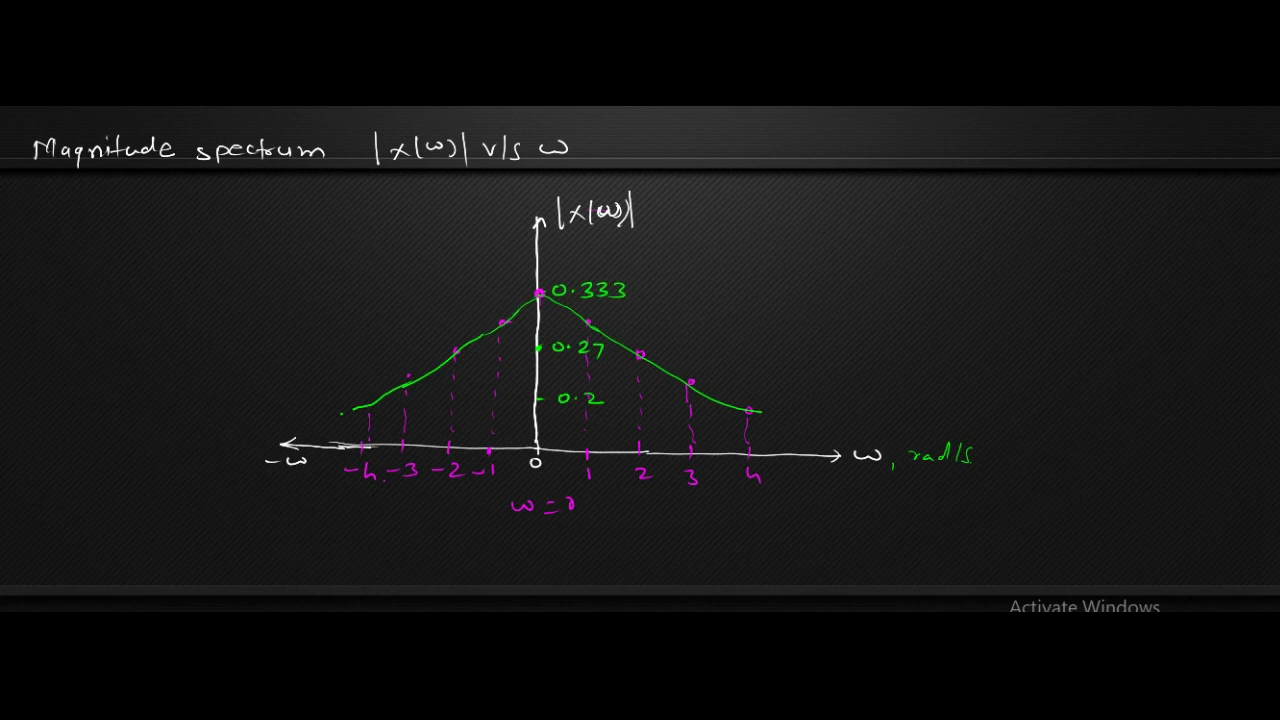 Magnitude spectrum |x(ω)| v/s ω
|x(ω)|
0.333
0.27
0.2
-ω -4 -3 -2 -1 0 1 2 3 4 ω, rad/s
ω =
Activate Windows